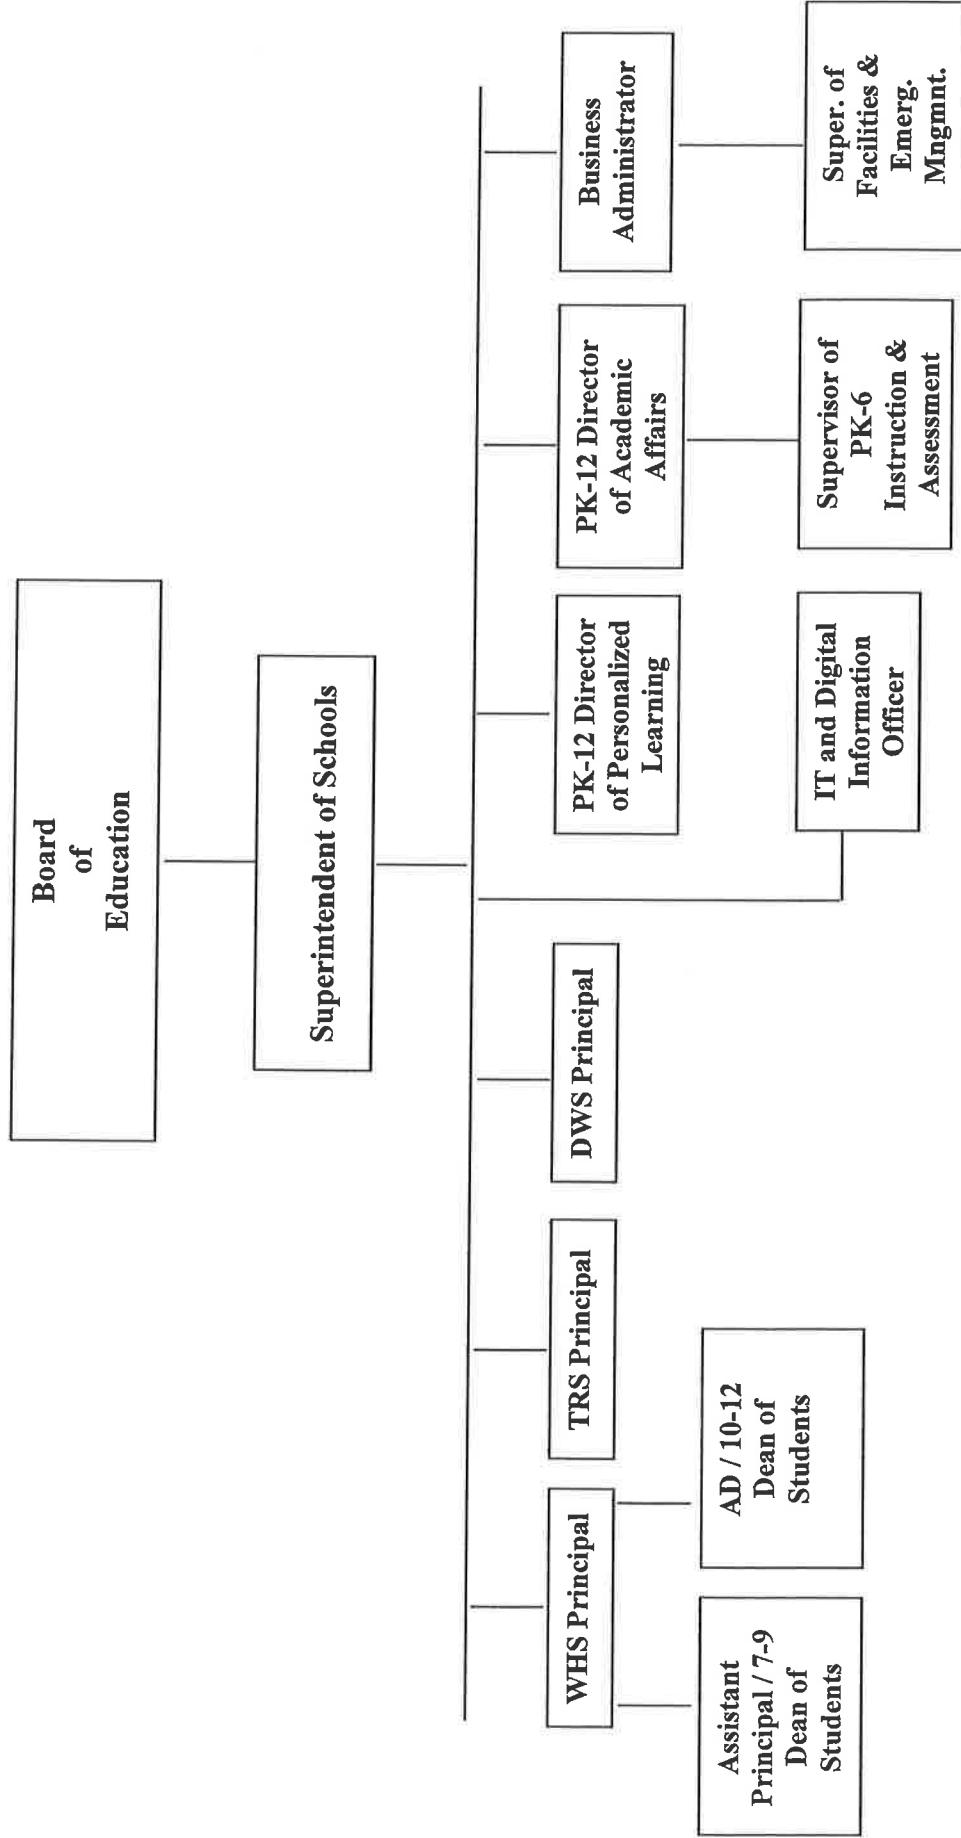 Board
of
Education
Superintendent of Schools
WHS Principal
TRS Principal
DWS Principal
PK-12 Director
of Personalized
Learning
PK-12 Director
of Academic
Affairs
Business
Administrator
Assistant
Principal / 7-9
Dean of
Students
AD / 10-12
Dean of
Students
IT and Digital
Information
Officer
Supervisor of
PK-6
Instruction &
Assessment
Super. of
Facilities &
Emerg.
Mngmnt.